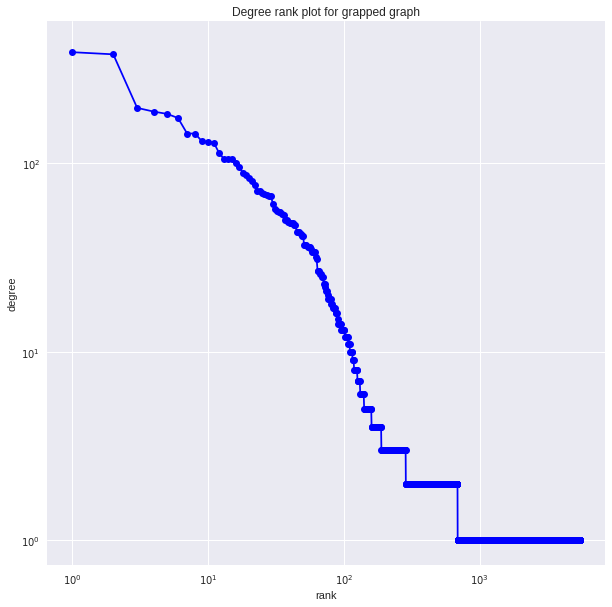 Degree rank plot for grapped graph
degree
10²
10¹
10⁰
10⁰ 10¹ 10² 10³
rank